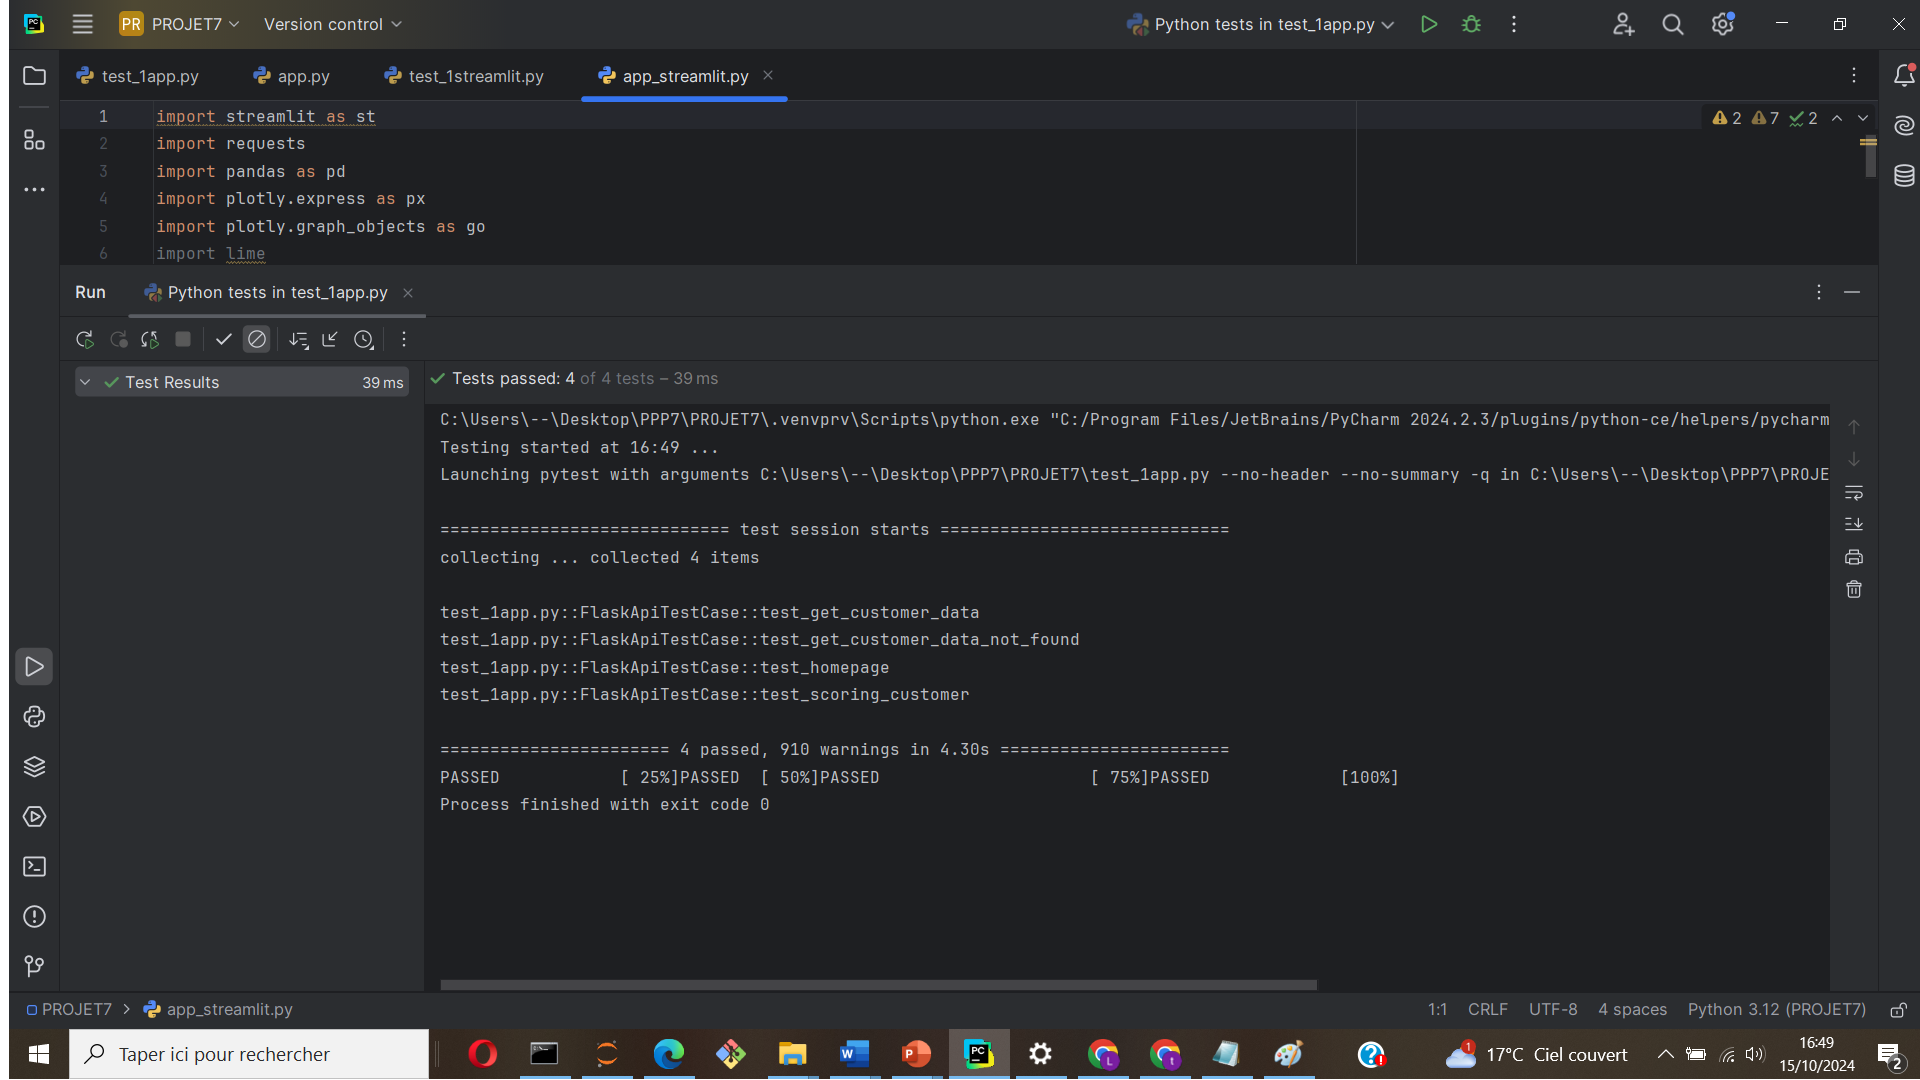 PC
PR PROJET7
Version control
Python tests in test_1app.py
test_1app.py
app.py
test_1streamlit.py
app_streamlit.py
1 import streamlit as st
2 7 2
2 import requests
3 import pandas as pd
4 import plotly.express as px
5 import plotly.graph_objects as go
6 import lime
Run
Python tests in test_1app.py
Test Results 39 ms
Tests passed: 4 of 4 tests – 39 ms
C:\Users\--\Desktop\PPP7\PROJET7\.venvprv\Scripts\python.exe "C:/Program Files/JetBrains/PyCharm 2024.2.3/plugins/python-ce/helpers/pycharm
Testing started at 16:49 ...
Launching pytest with arguments C:\Users\--\Desktop\PPP7\PROJET7\test_1app.py --no-header --no-summary -q in C:\Users\--\Desktop\PPP7\PROJE
============================= test session starts =============================
collecting ... collected 4 items
test_1app.py::FlaskApiTestCase::test_get_customer_data
test_1app.py::FlaskApiTestCase::test_get_customer_data_not_found
test_1app.py::FlaskApiTestCase::test_homepage
test_1app.py::FlaskApiTestCase::test_scoring_customer
======================= 4 passed, 910 warnings in 4.30s =======================
PASSED [ 25%]PASSED [ 50%]PASSED [ 75%]PASSED [100%]
Process finished with exit code 0
PROJET7 > app_streamlit.py
1:1 CRLF UTF-8 4 spaces Python 3.12 (PROJET7)
Taper ici pour rechercher
W
P
PC
L
t
1
17°C Ciel couvert
16:49
15/10/2024
2